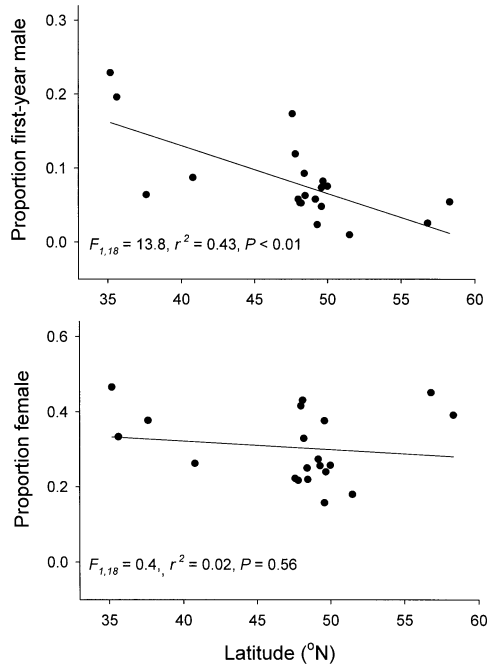 Proportion first-year male
0.3
0.2
0.1
0.0
F1,18 = 13.8, r² = 0.43, P < 0.01
35 40 45 50 55 60
Proportion female
0.6
0.4
0.2
0.0
F1,18 = 0.4, , r² = 0.02, P = 0.56
35 40 45 50 55 60
Latitude (°N)